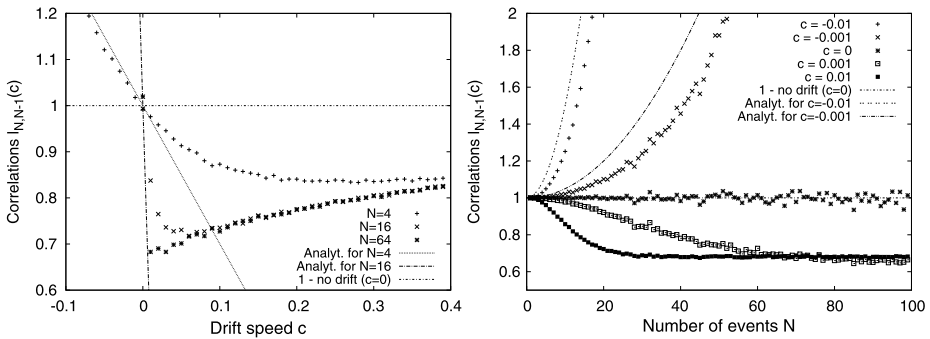 Correlations l_{N,N-1}(c)
1.2
1.1
1
0.9
0.8
0.7
0.6
-0.1
0
0.1
0.2
0.3
0.4
Drift speed c
N=4
N=16
N=64
Analyt. for N=4
Analyt. for N=16
1 - no drift (c=0)
Correlations l_{N,N-1}(c)
2
1.8
1.6
1.4
1.2
1
0.8
0.6
0
20
40
60
80
100
Number of events N
c = -0.01
c = -0.001
c = 0
c = 0.001
c = 0.01
1 - no drift (c=0)
Analyt. for c=-0.01
Analyt. for c=-0.001